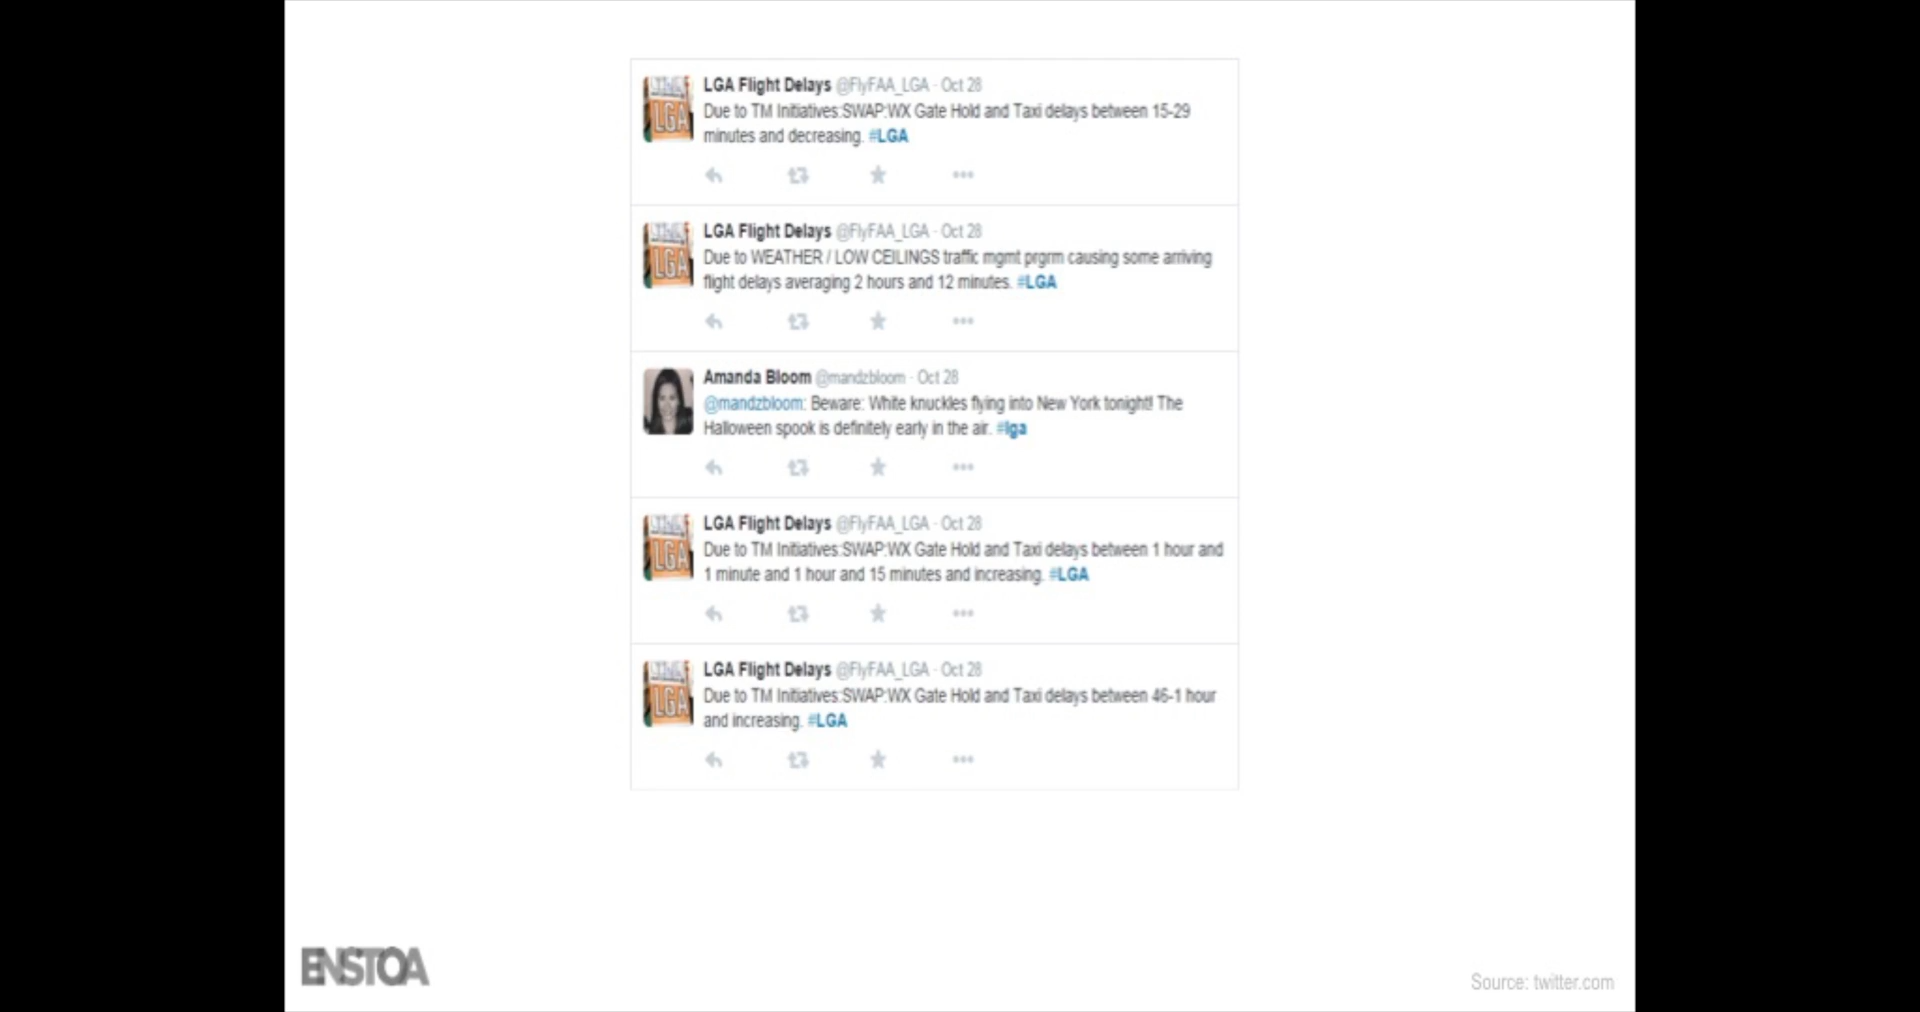 LGA Flight Delays @FlyFAA_LGA · Oct 28
Due to TM Initiatives:SWAP:WX Gate Hold and Taxi delays between 15-29
minutes and decreasing. #LGA
LGA Flight Delays @FlyFAA_LGA · Oct 28
Due to WEATHER / LOW CEILINGS traffic mgmt prgrm causing some arriving
flight delays averaging 2 hours and 12 minutes. #LGA
Amanda Bloom @mandzbloom · Oct 28
@mandzbloom: Beware: White knuckles flying into New York tonight! The
Halloween spook is definitely early in the air. #lga
LGA Flight Delays @FlyFAA_LGA · Oct 28
Due to TM Initiatives:SWAP:WX Gate Hold and Taxi delays between 1 hour and
1 minute and 1 hour and 15 minutes and increasing. #LGA
LGA Flight Delays @FlyFAA_LGA · Oct 28
Due to TM Initiatives:SWAP:WX Gate Hold and Taxi delays between 46-1 hour
and increasing. #LGA
ENSTOA
Source: twitter.com